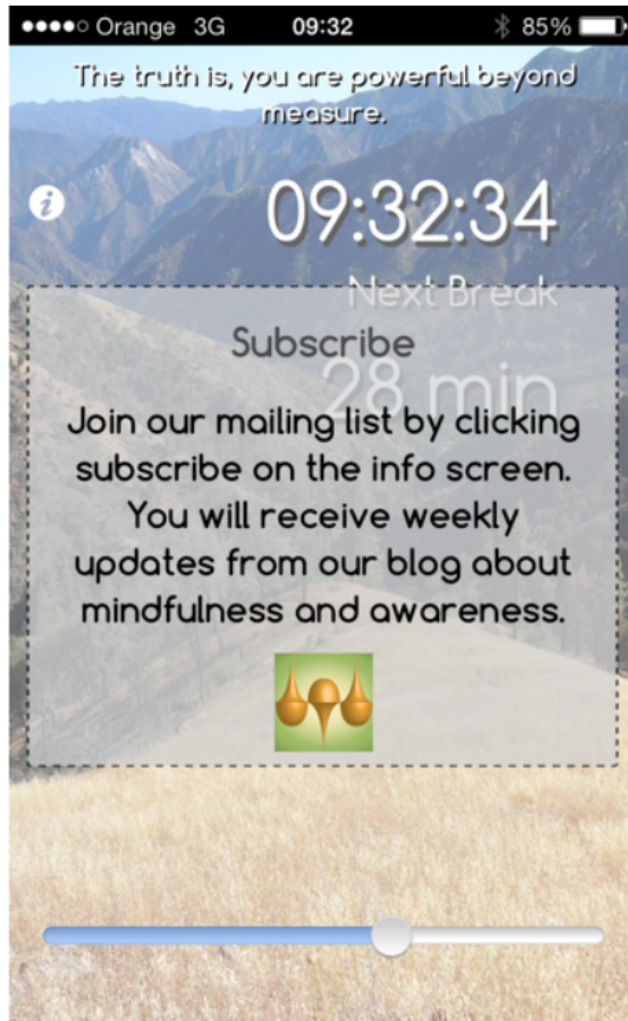 Orange 3G 09:32 85%
The truth is, you are powerful beyond
measure.
i
09:32:34
Next Break
Subscribe
28 min
Join our mailing list by clicking
subscribe on the info screen.
You will receive weekly
updates from our blog about
mindfulness and awareness.